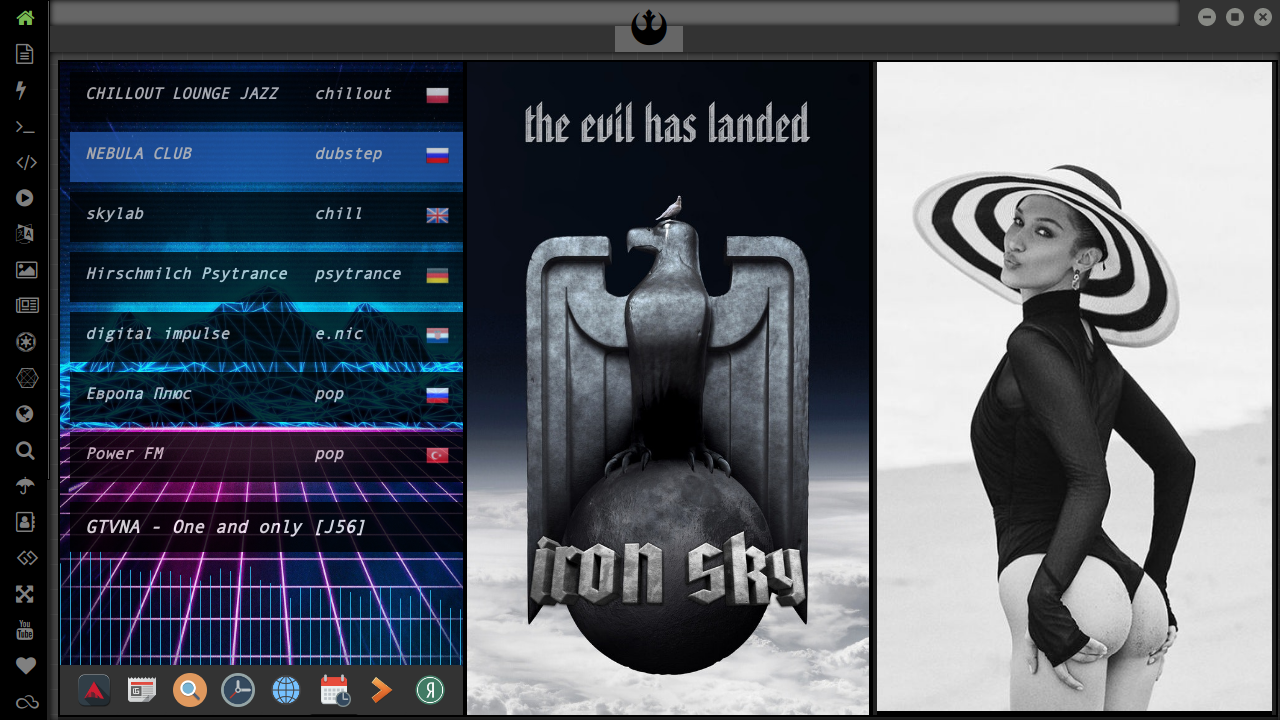 CHILLOUT LOUNGE JAZZ chillout
NEBULA CLUB dubstep
skylab chill
Hirschmilch Psytrance psytrance
digital impulse e.nic
Европа Плюс pop
Power FM pop
GTVNA - One and only [J56]
the evil has landed
iron sky
You
Tube
Я